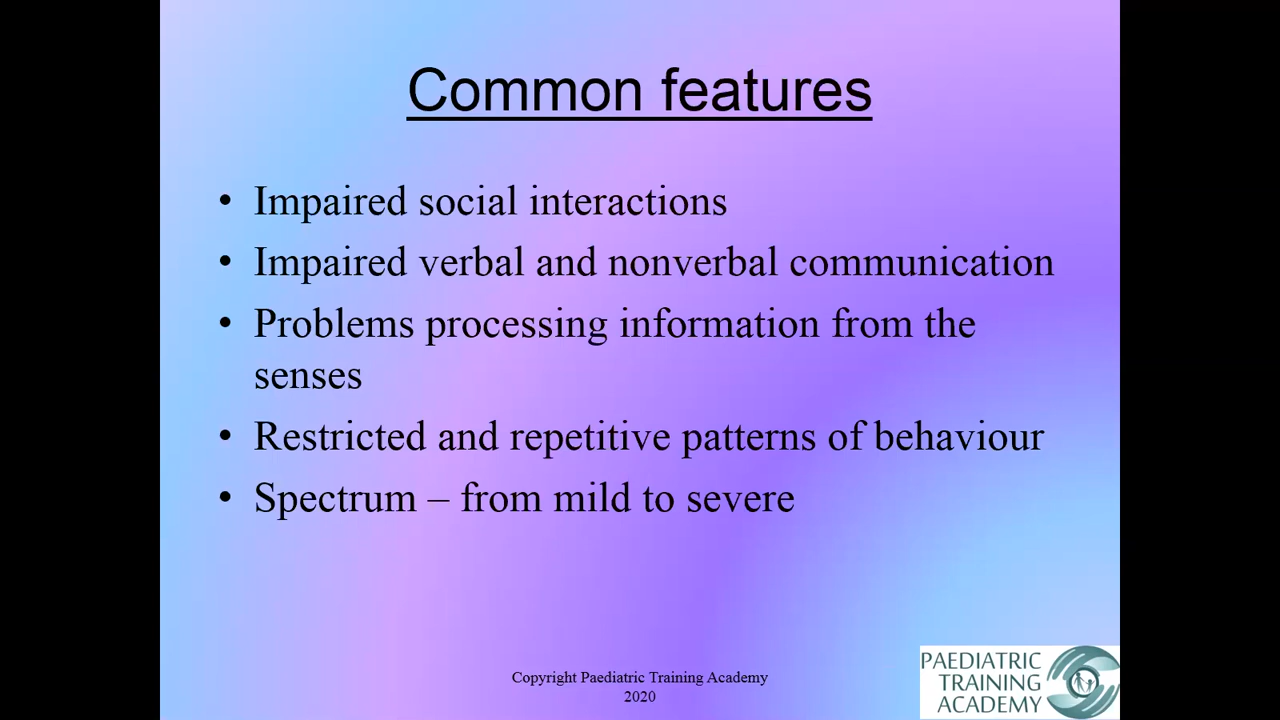 Common features
• Impaired social interactions
• Impaired verbal and nonverbal communication
• Problems processing information from the
senses
• Restricted and repetitive patterns of behaviour
• Spectrum – from mild to severe
Copyright Paediatric Training Academy
2020
PAEDIATRIC
TRAINING
ACADEMY